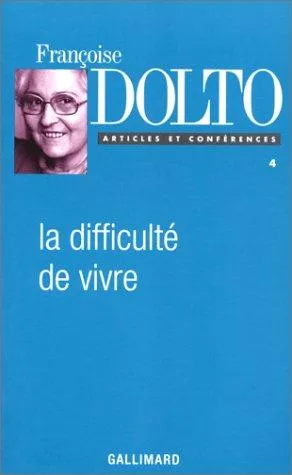 Françoise
DOLTO
ARTICLES ET CONFÉRENCES
4
la difficulté
de vivre
GALLIMARD